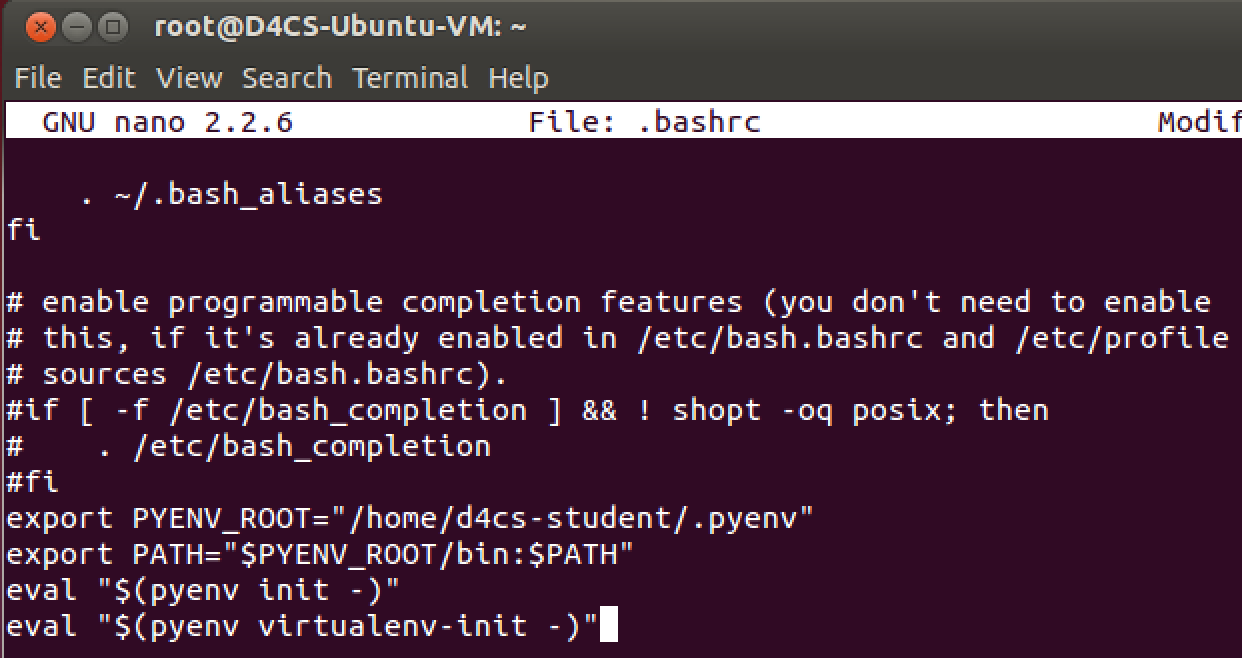 root@D4CS-Ubuntu-VM: ~
File Edit View Search Terminal Help
GNU nano 2.2.6 File: .bashrc Modif
. ~/.bash_aliases
fi
# enable programmable completion features (you don't need to enable
# this, if it's already enabled in /etc/bash.bashrc and /etc/profile
# sources /etc/bash.bashrc).
#if [ -f /etc/bash_completion ] && ! shopt -oq posix; then
#    . /etc/bash_completion
#fi
export PYENV_ROOT="/home/d4cs-student/.pyenv"
export PATH="$PYENV_ROOT/bin:$PATH"
eval "$(pyenv init -)"
eval "$(pyenv virtualenv-init -)"